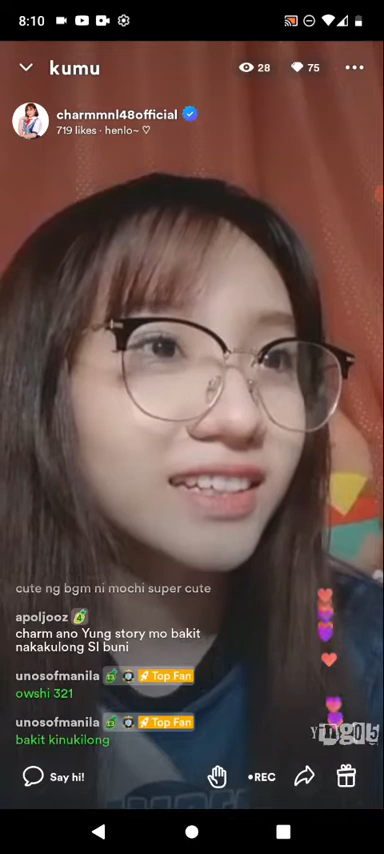 8:10
kumu
28
75
charmmnl48official
719 likes · henlo~ ♡
cute ng bgm ni mochi super cute
apoljooz 4
charm ano Yung story mo bakit
nakakulong SI buni
unosofmanila Top Fan
owshi 321
unosofmanila Top Fan
bakit kinukilong
Say hi!
•REC